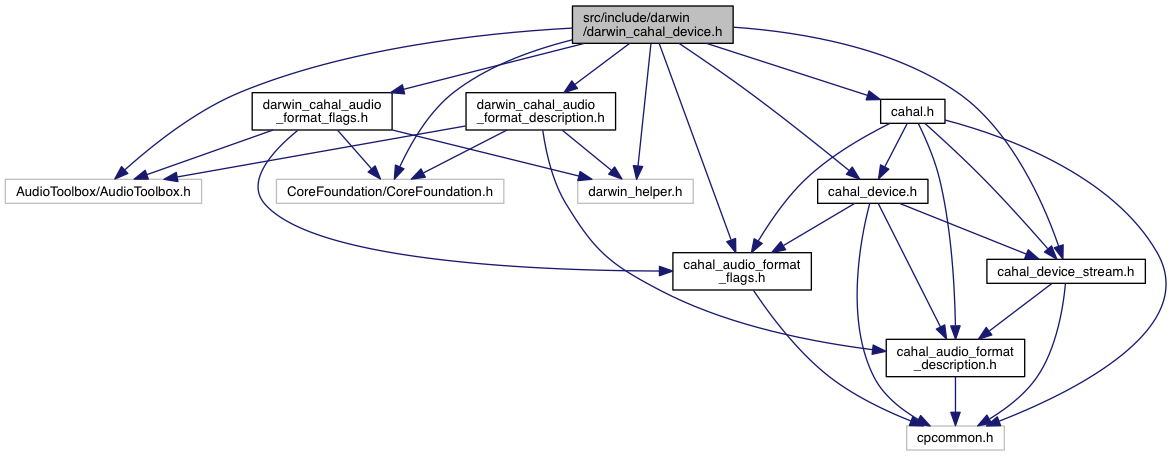 src/include/darwin
/darwin_cahal_device.h
darwin_cahal_audio
_format_flags.h
darwin_cahal_audio
_format_description.h
cahal.h
AudioToolbox/AudioToolbox.h
CoreFoundation/CoreFoundation.h
darwin_helper.h
cahal_device.h
cahal_audio_format
_flags.h
cahal_device_stream.h
cahal_audio_format
_description.h
cpcommon.h